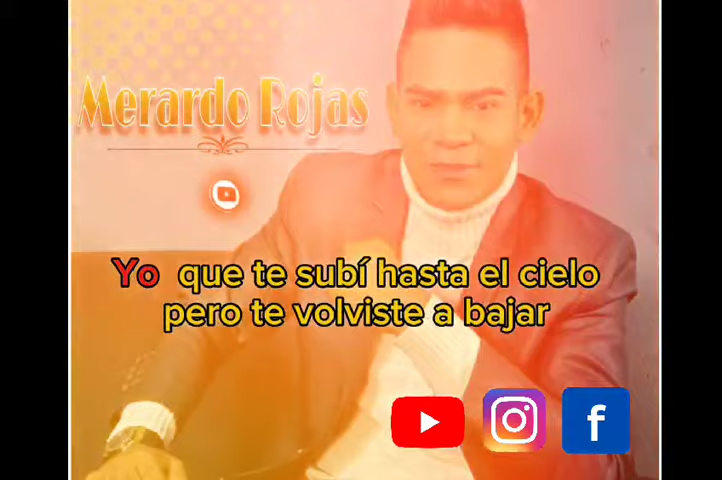 Merardo Rojas
Yo que te subí hasta el cielo
pero te volviste a bajar
f